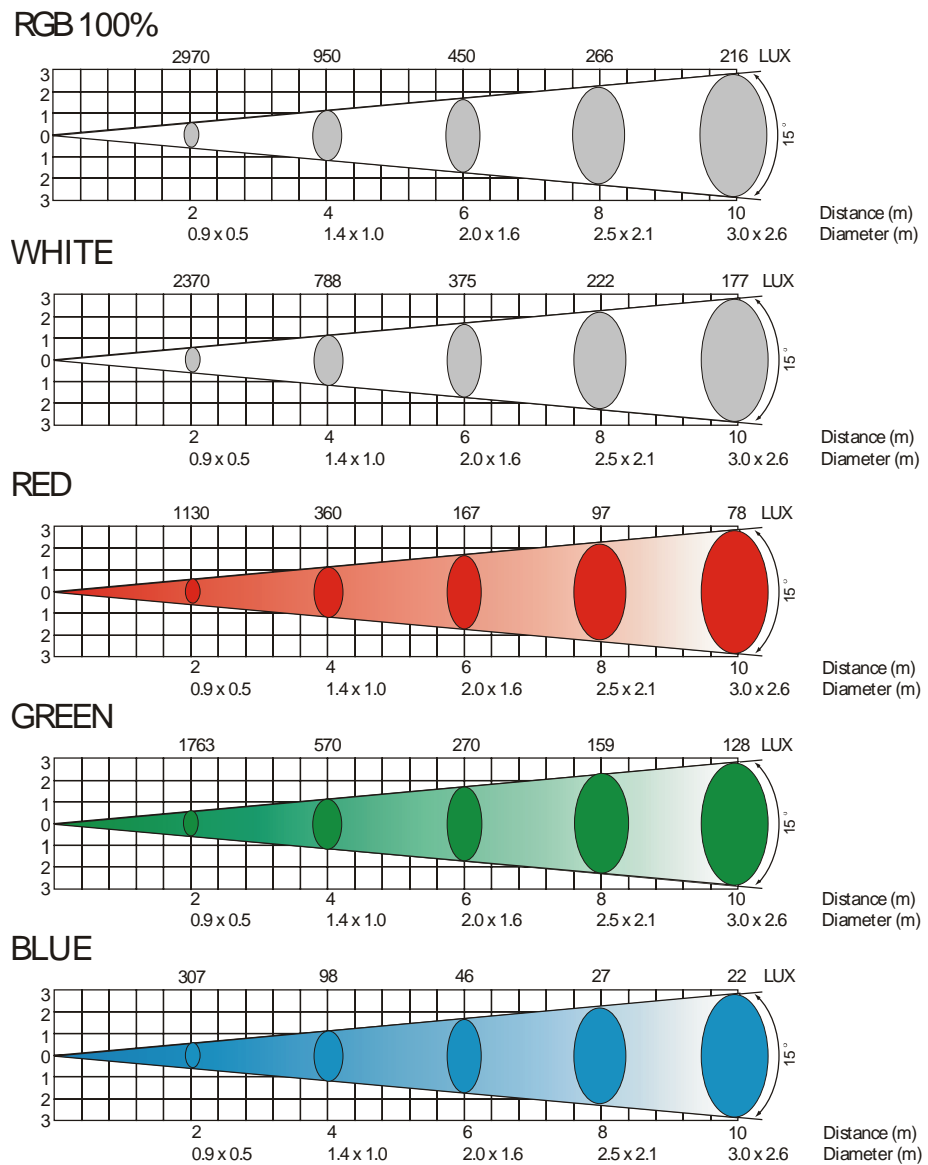 RGB 100%
2970 950 450 266 216 LUX
3
2
1
0
1
2
3
15°
2 4 6 8 10 Distance (m)
0.9 x 0.5 1.4 x 1.0 2.0 x 1.6 2.5 x 2.1 3.0 x 2.6 Diameter (m)
WHITE
2370 788 375 222 177 LUX
3
2
1
0
1
2
3
15°
2 4 6 8 10 Distance (m)
0.9 x 0.5 1.4 x 1.0 2.0 x 1.6 2.5 x 2.1 3.0 x 2.6 Diameter (m)
RED
1130 360 167 97 78 LUX
3
2
1
0
1
2
3
15°
2 4 6 8 10 Distance (m)
0.9 x 0.5 1.4 x 1.0 2.0 x 1.6 2.5 x 2.1 3.0 x 2.6 Diameter (m)
GREEN
1763 570 270 159 128 LUX
3
2
1
0
1
2
3
15°
2 4 6 8 10 Distance (m)
0.9 x 0.5 1.4 x 1.0 2.0 x 1.6 2.5 x 2.1 3.0 x 2.6 Diameter (m)
BLUE
307 98 46 27 22 LUX
3
2
1
0
1
2
3
15°
2 4 6 8 10 Distance (m)
0.9 x 0.5 1.4 x 1.0 2.0 x 1.6 2.5 x 2.1 3.0 x 2.6 Diameter (m)